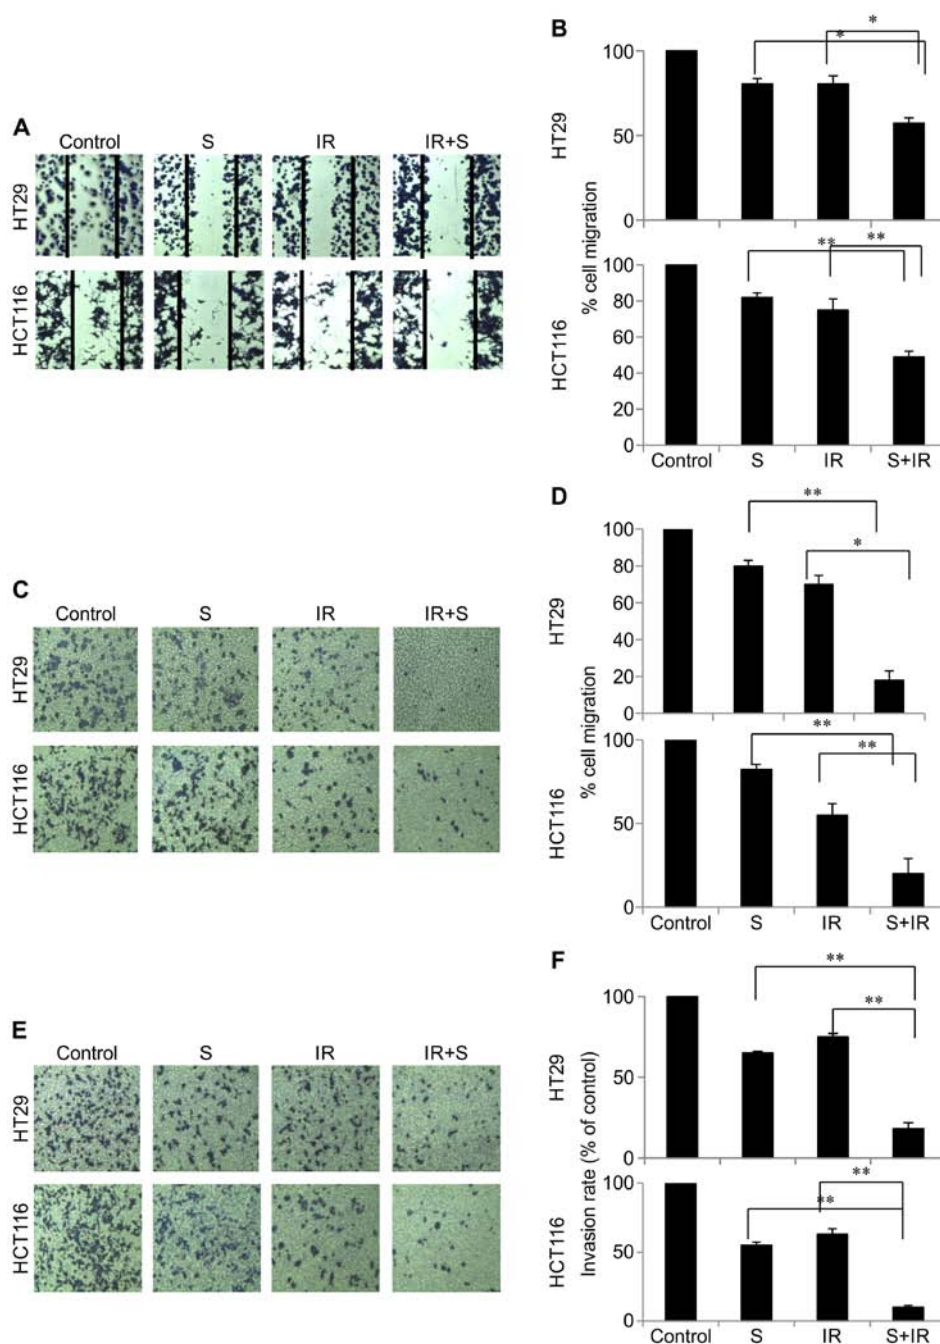 A
Control S IR IR+S
HT29
HCT116
B
* *
100
50
0
HT29
% cell migration
** **
100
80
60
40
20
0
HCT116
Control S IR S+IR
C
Control S IR IR+S
HT29
HCT116
D
**
*
100
80
60
40
20
0
HT29
% cell migration
**
**
100
50
0
HCT116
Control S IR S+IR
E
Control S IR IR+S
HT29
HCT116
F
**
**
100
50
0
HT29
Invasion rate (% of control)
**
**
100
50
0
HCT116
Control S IR S+IR